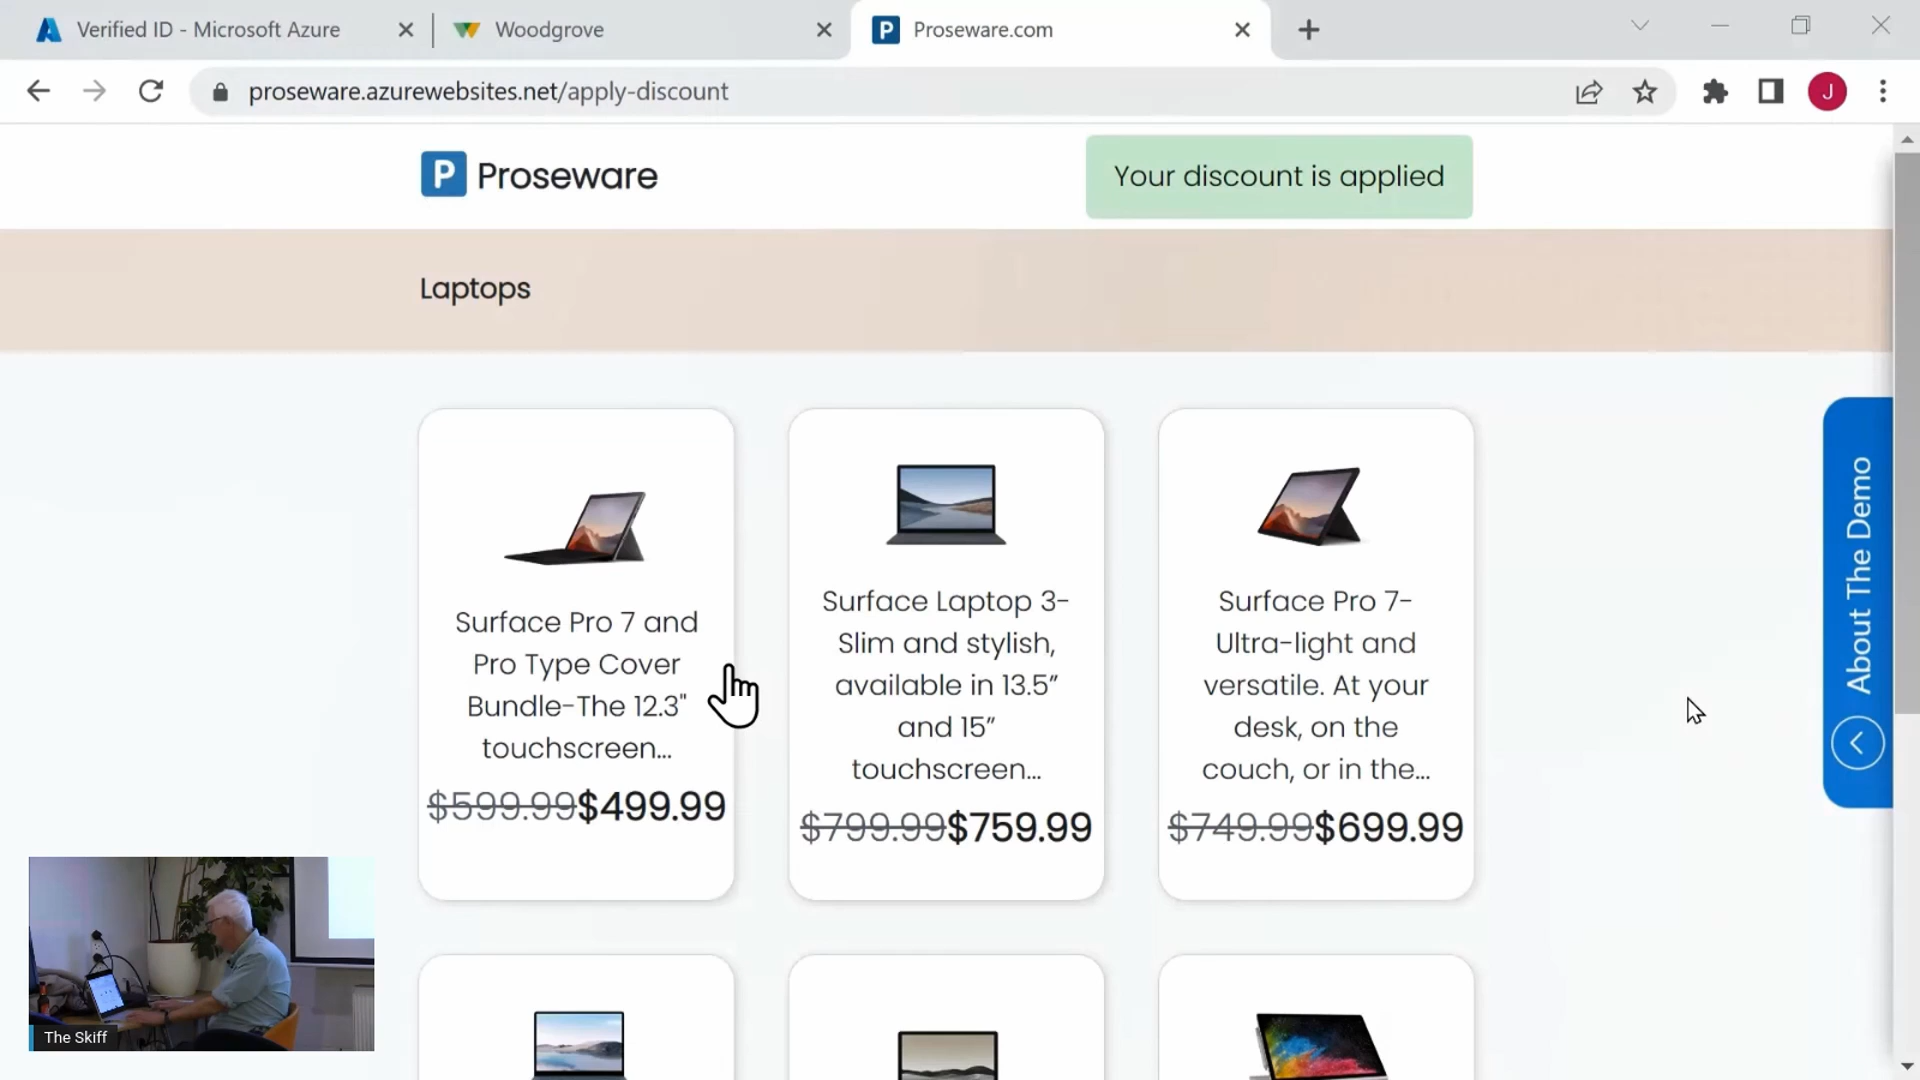 Verified ID - Microsoft Azure
Woodgrove
P Proseware.com
proseware.azurewebsites.net/apply-discount
J
P Proseware
Your discount is applied
Laptops
Surface Pro 7 and
Pro Type Cover
Bundle-The 12.3"
touchscreen...
$599.99$499.99
Surface Laptop 3-
Slim and stylish,
available in 13.5”
and 15”
touchscreen...
$799.99$759.99
Surface Pro 7-
Ultra-light and
versatile. At your
desk, on the
couch, or in the...
$749.99$699.99
About The Demo
The Skiff